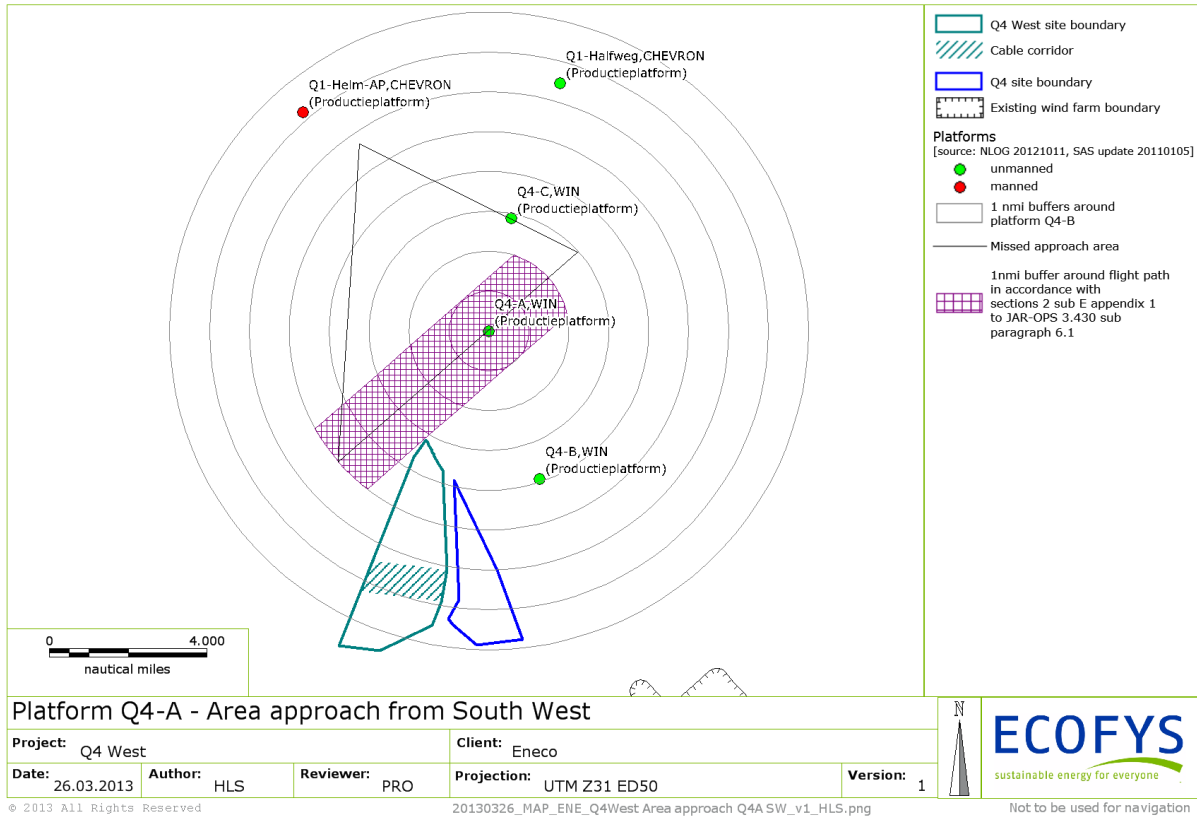 Q1-Helm-AP,CHEVRON
(Productieplatform)
Q1-Halfweg,CHEVRON
(Productieplatform)
Q4-C,WIN
(Productieplatform)
Q4-A,WIN
(Productieplatform)
Q4-B,WIN
(Productieplatform)
0 4.000
nautical miles
Q4 West site boundary
Cable corridor
Q4 site boundary
Existing wind farm boundary
Platforms
[source: NLOG 20121011, SAS update 20110105]
unmanned
manned
1 nmi buffers around
platform Q4-B
Missed approach area
1nmi buffer around flight path
in accordance with
sections 2 sub E appendix 1
to JAR-OPS 3.430 sub
paragraph 6.1
Platform Q4-A - Area approach from South West
Project: Q4 West
Client: Eneco
Date: 26.03.2013
Author: HLS
Reviewer: PRO
Projection: UTM Z31 ED50
Version: 1
N
ECOFYS
sustainable energy for everyone
© 2013 All Rights Reserved
20130326_MAP_ENE_Q4West Area approach Q4A SW_v1_HLS.png
Not to be used for navigation